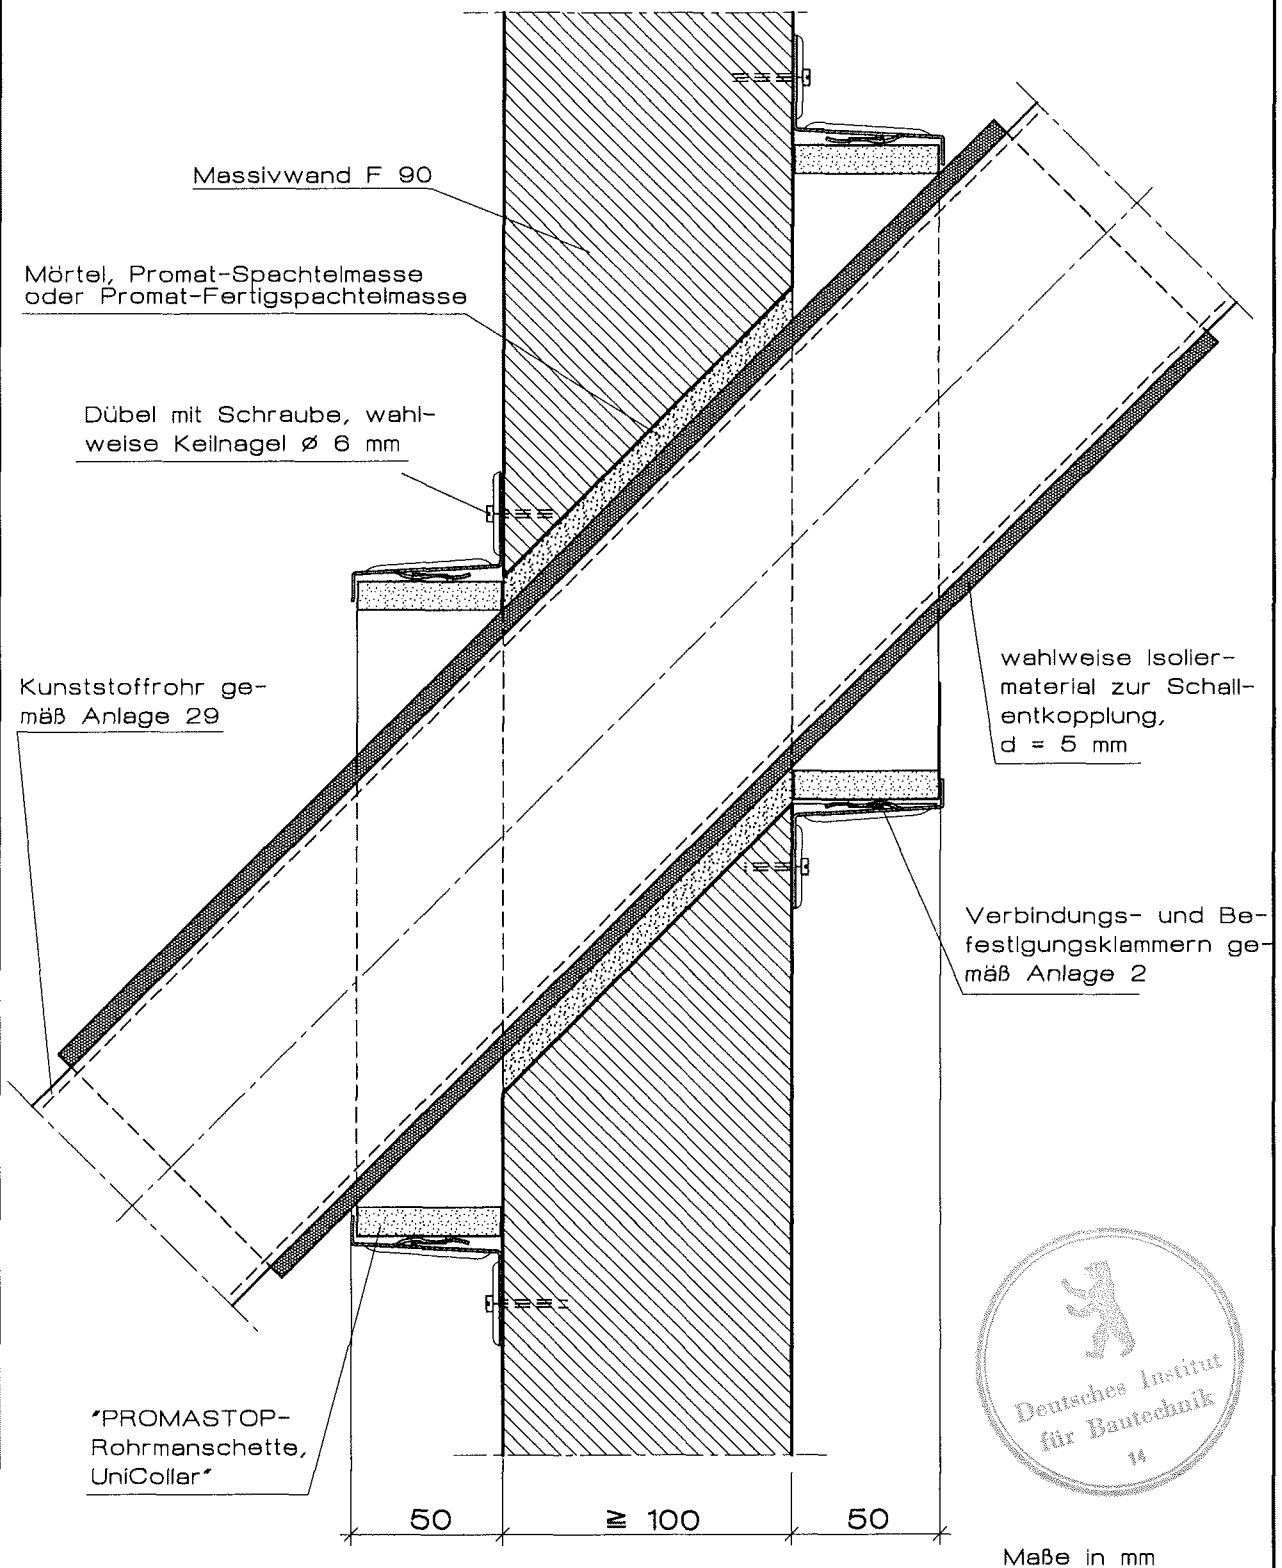 Massivwand F 90
Mörtel, Promat-Spachtelmasse
oder Promat-Fertigspachtelmasse
Dübel mit Schraube, wahl-
weise Keilnagel Ø 6 mm
Kunststoffrohr ge-
mäß Anlage 29
wahlweise Isolier-
material zur Schall-
entkopplung,
d = 5 mm
Verbindungs- und Be-
festigungsklammern ge-
mäß Anlage 2
"PROMASTOP-
Rohrmanschette,
UniCollar"
50
≧ 100
50
Deutsches Institut
für Bautechnik
14
Maße in mm